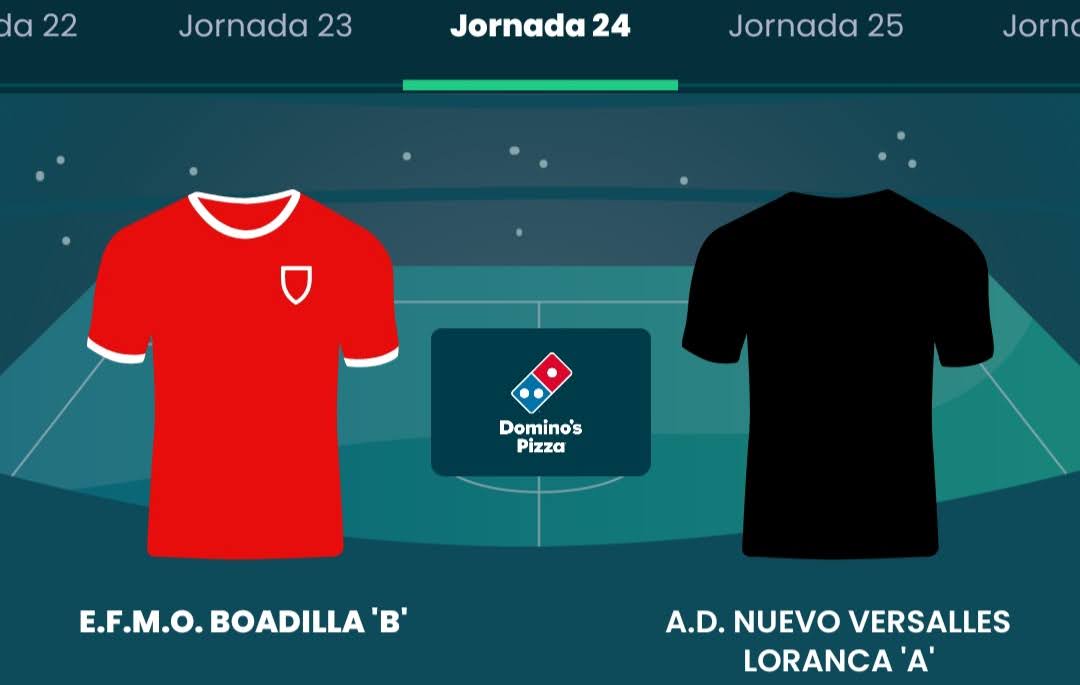 da 22 Jornada 23 Jornada 24 Jornada 25 Jorn
Domino's
Pizza
E.F.M.O. BOADILLA 'B'
A.D. NUEVO VERSALLES
LORANCA 'A'